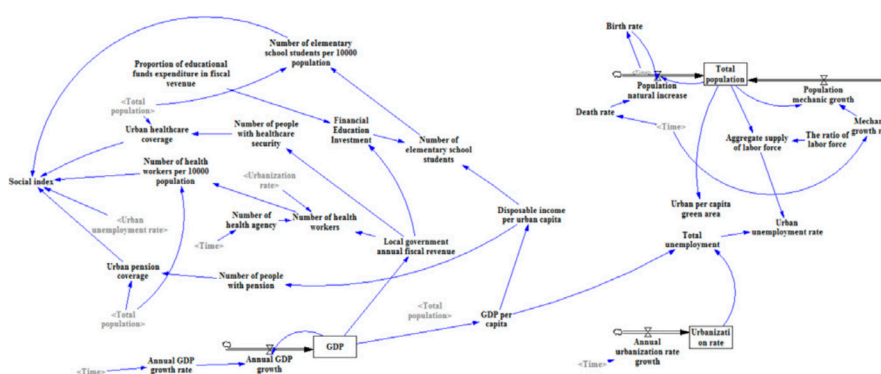 Number of elementary
school students per 10000
population
Proportion of educational
funds expenditure in fiscal
revenue
<Total
population>
Urban healthcare
coverage
Number of people
with healthcare
security
Financial
Education
Investment
Number of
elementary school
students
Number of health
workers per 10000
population
Social index
<Urbanization
rate>
<Urban
unemployment rate>
Number of
health agency
Number of health
workers
<Time>
Disposable income
per urban capita
Local government
annual fiscal revenue
Urban pension
coverage
Number of people
with pension
<Total
population>
<Total
population>
GDP per
capita
GDP
Annual GDP
growth
Annual GDP
growth rate
<Time>
Birth rate
Total
population
Population
natural increase
Population
mechanic growth
Death rate
<Time>
Mechan
growth r
Aggregate supply
of labor force
The ratio of
labor force
Urban per capita
green area
Urban
unemployment rate
Total
unemployment
Urbanizati
on rate
Annual
urbanization rate
growth
<Time>